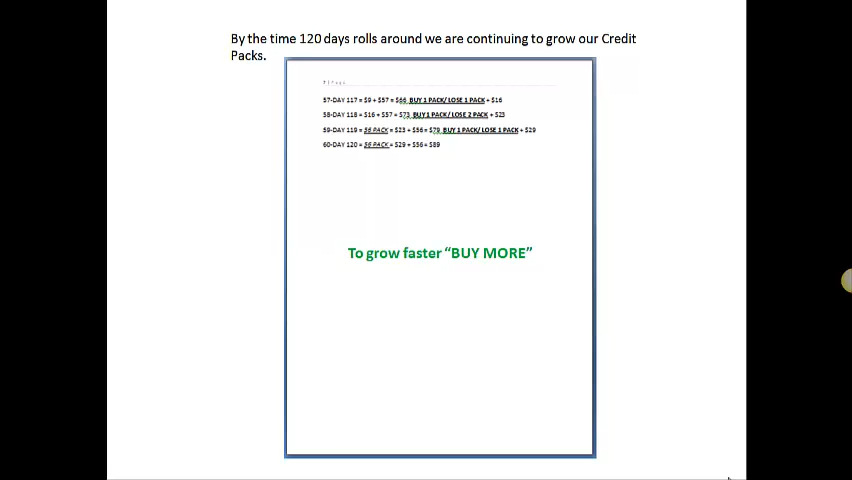 By the time 120 days rolls around we are continuing to grow our Credit
Packs.
7 | P a g e
57-DAY 117 = $9 + $57 = $66 BUY 1 PACK/ LOSE 1 PACK + $16
58-DAY 118 = $16 + $57 = $73 BUY 1 PACK/ LOSE 2 PACK + $23
59-DAY 119 = 56 PACK = $23 + $56 = $79 BUY 1 PACK/ LOSE 1 PACK + $29
60-DAY 120 = 56 PACK = $29 + $56 = $89
To grow faster “BUY MORE”